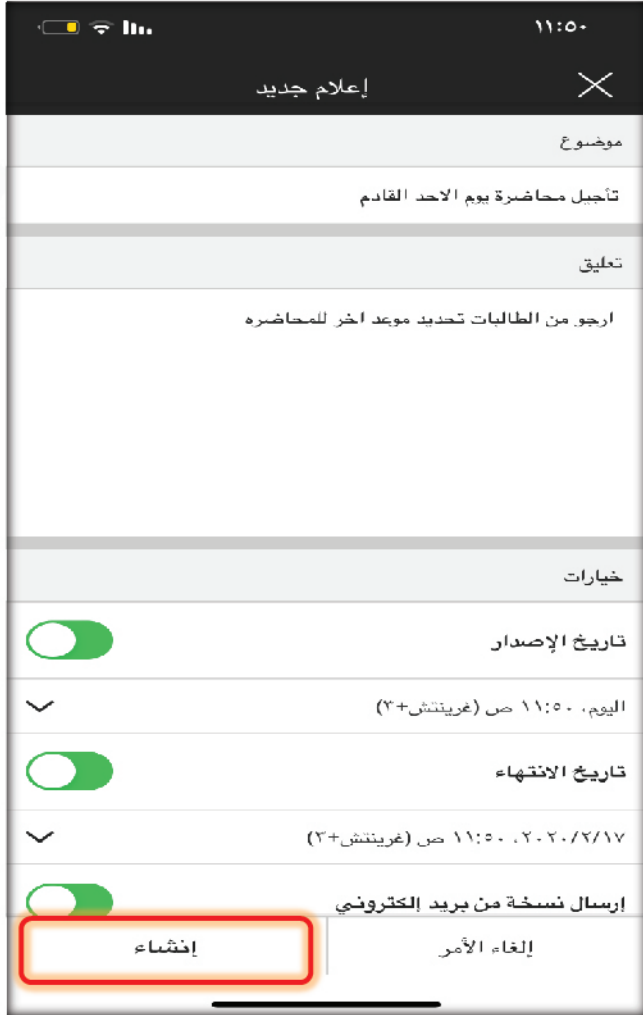 ١١:٥٠
إعلام جديد
موضوع
تأجيل محاضرة يوم الاحد القادم
تعليق
ارجو من الطالبات تحديد موعد اخر للمحاضره
خيارات
تاريخ الإصدار
اليوم، ١١:٥٠ ص (غرينتش+٣)
تاريخ الانتهاء
٢٠٢٠/٢/١٧، ١١:٥٠ ص (غرينتش+٣)
إرسال نسخة من بريد إلكتروني
إلغاء الأمر
إنشاء